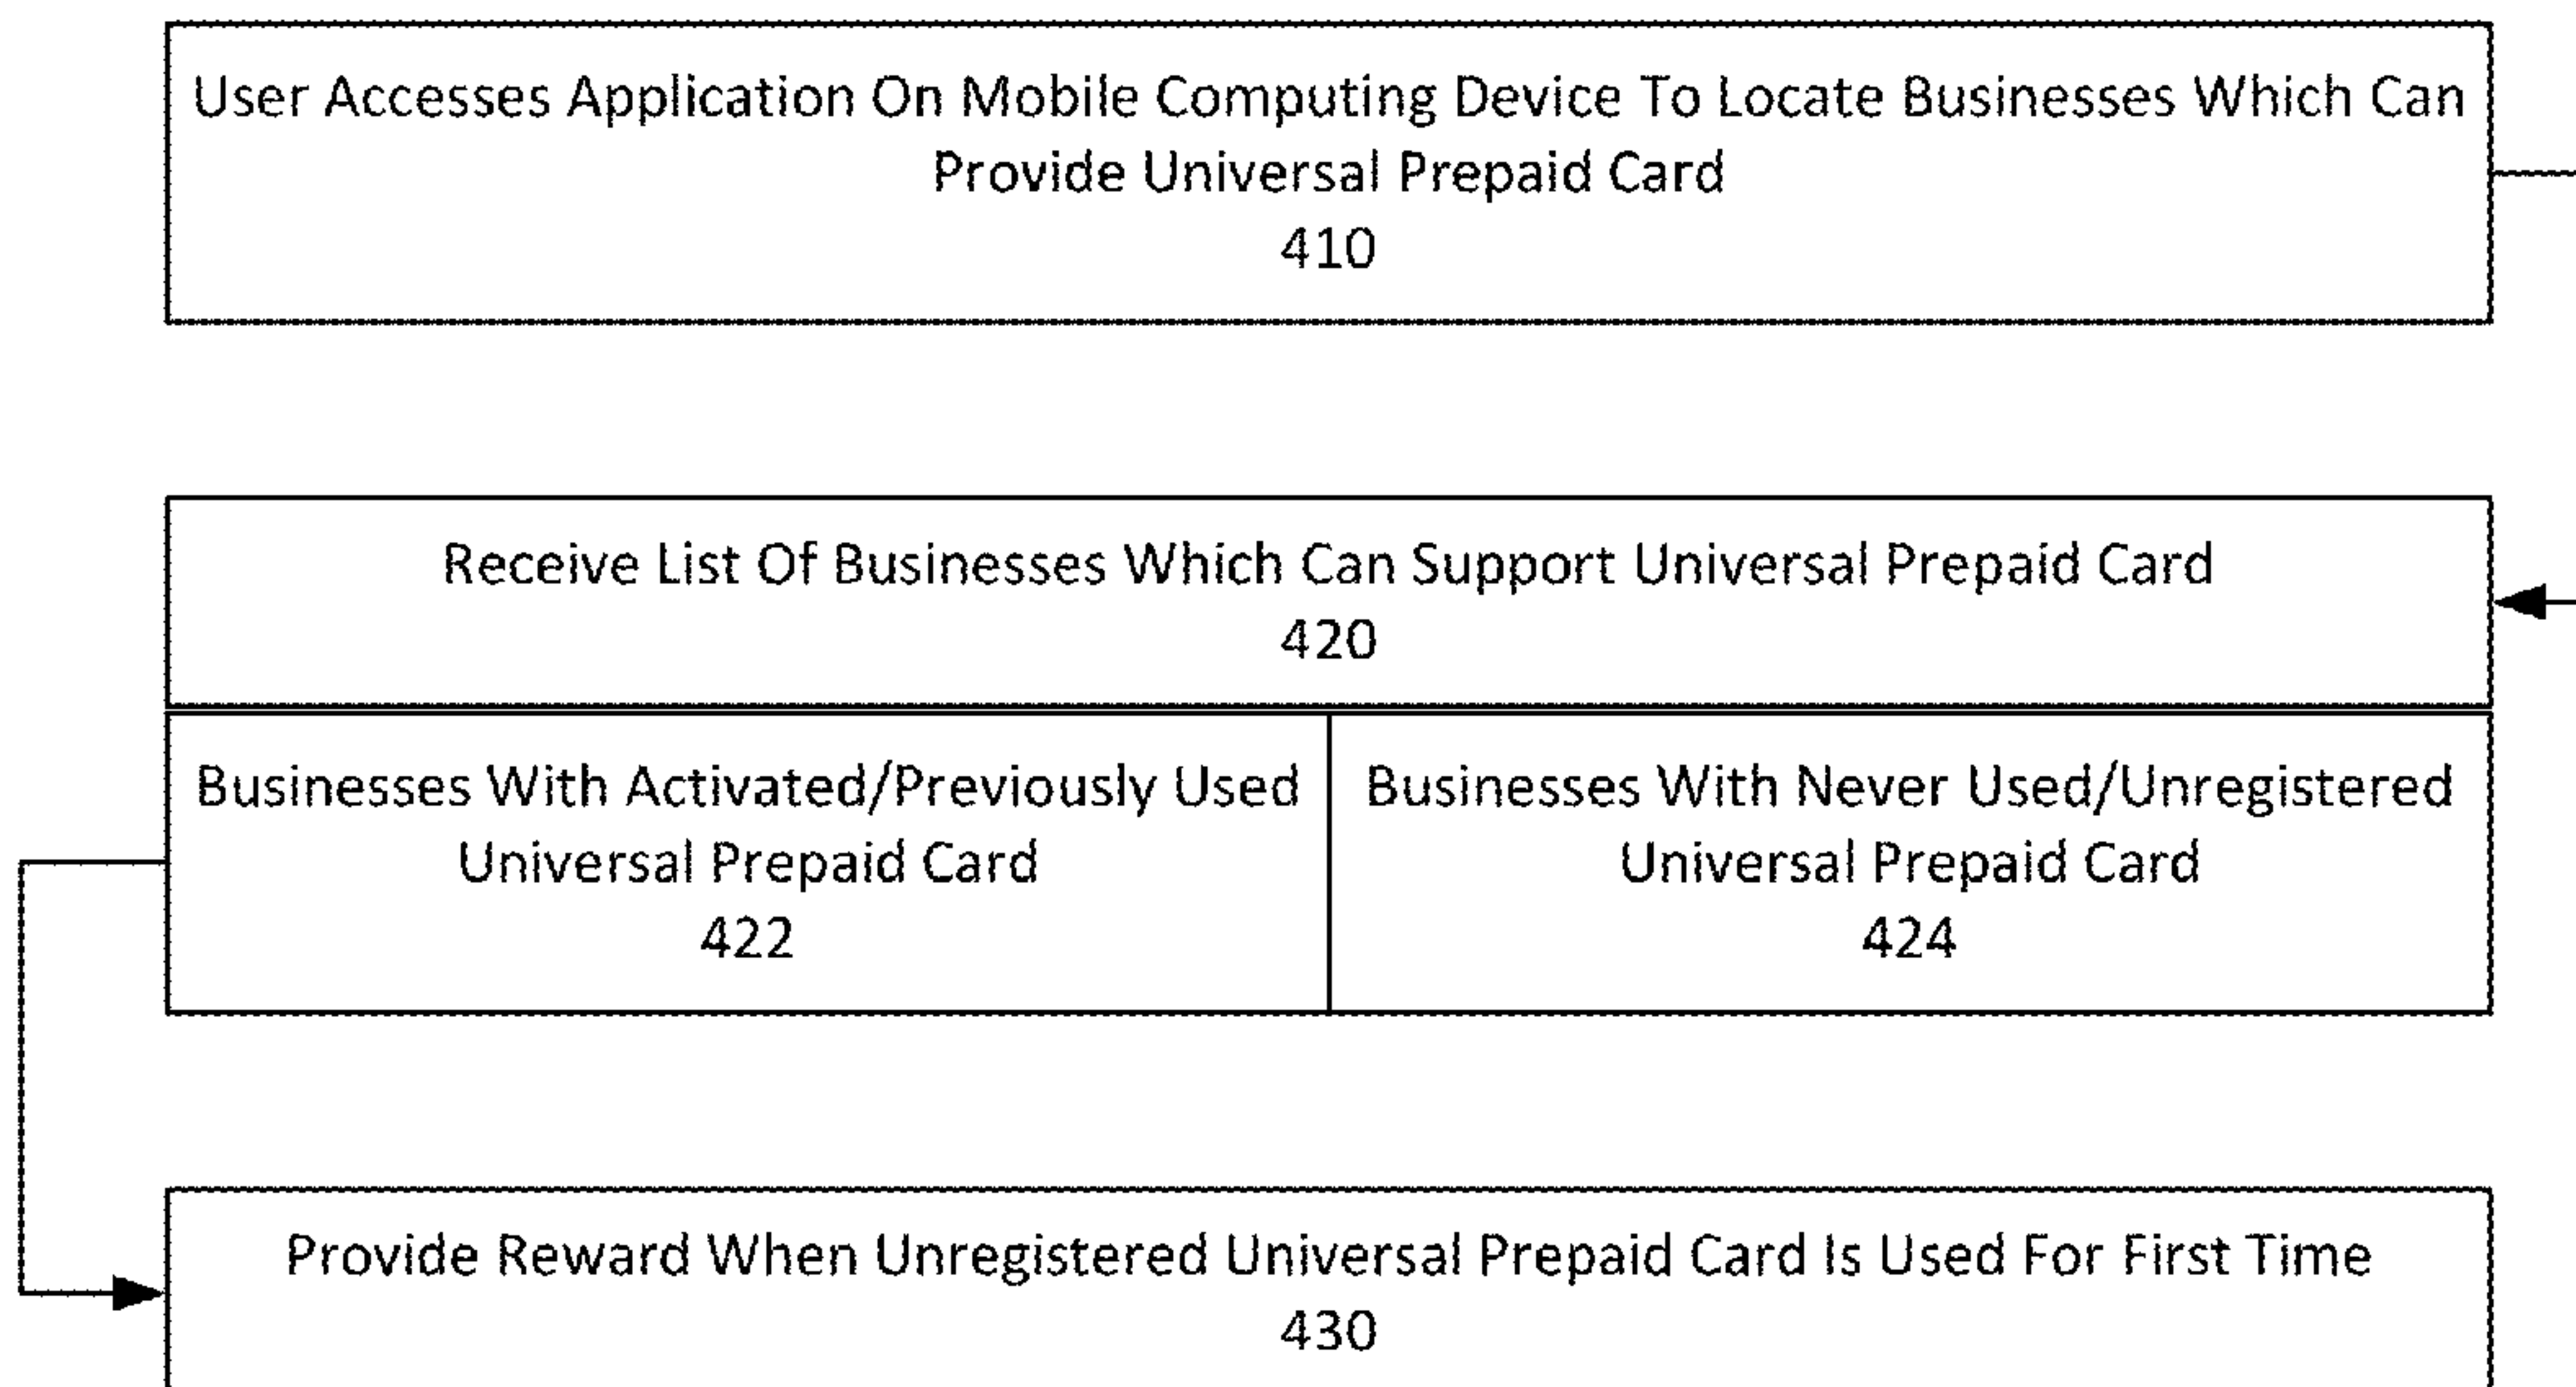 User Accesses Application On Mobile Computing Device To Locate Businesses Which Can
Provide Universal Prepaid Card
410
Receive List Of Businesses Which Can Support Universal Prepaid Card
420
Businesses With Activated/Previously Used
Universal Prepaid Card
422
Businesses With Never Used/Unregistered
Universal Prepaid Card
424
Provide Reward When Unregistered Universal Prepaid Card Is Used For First Time
430